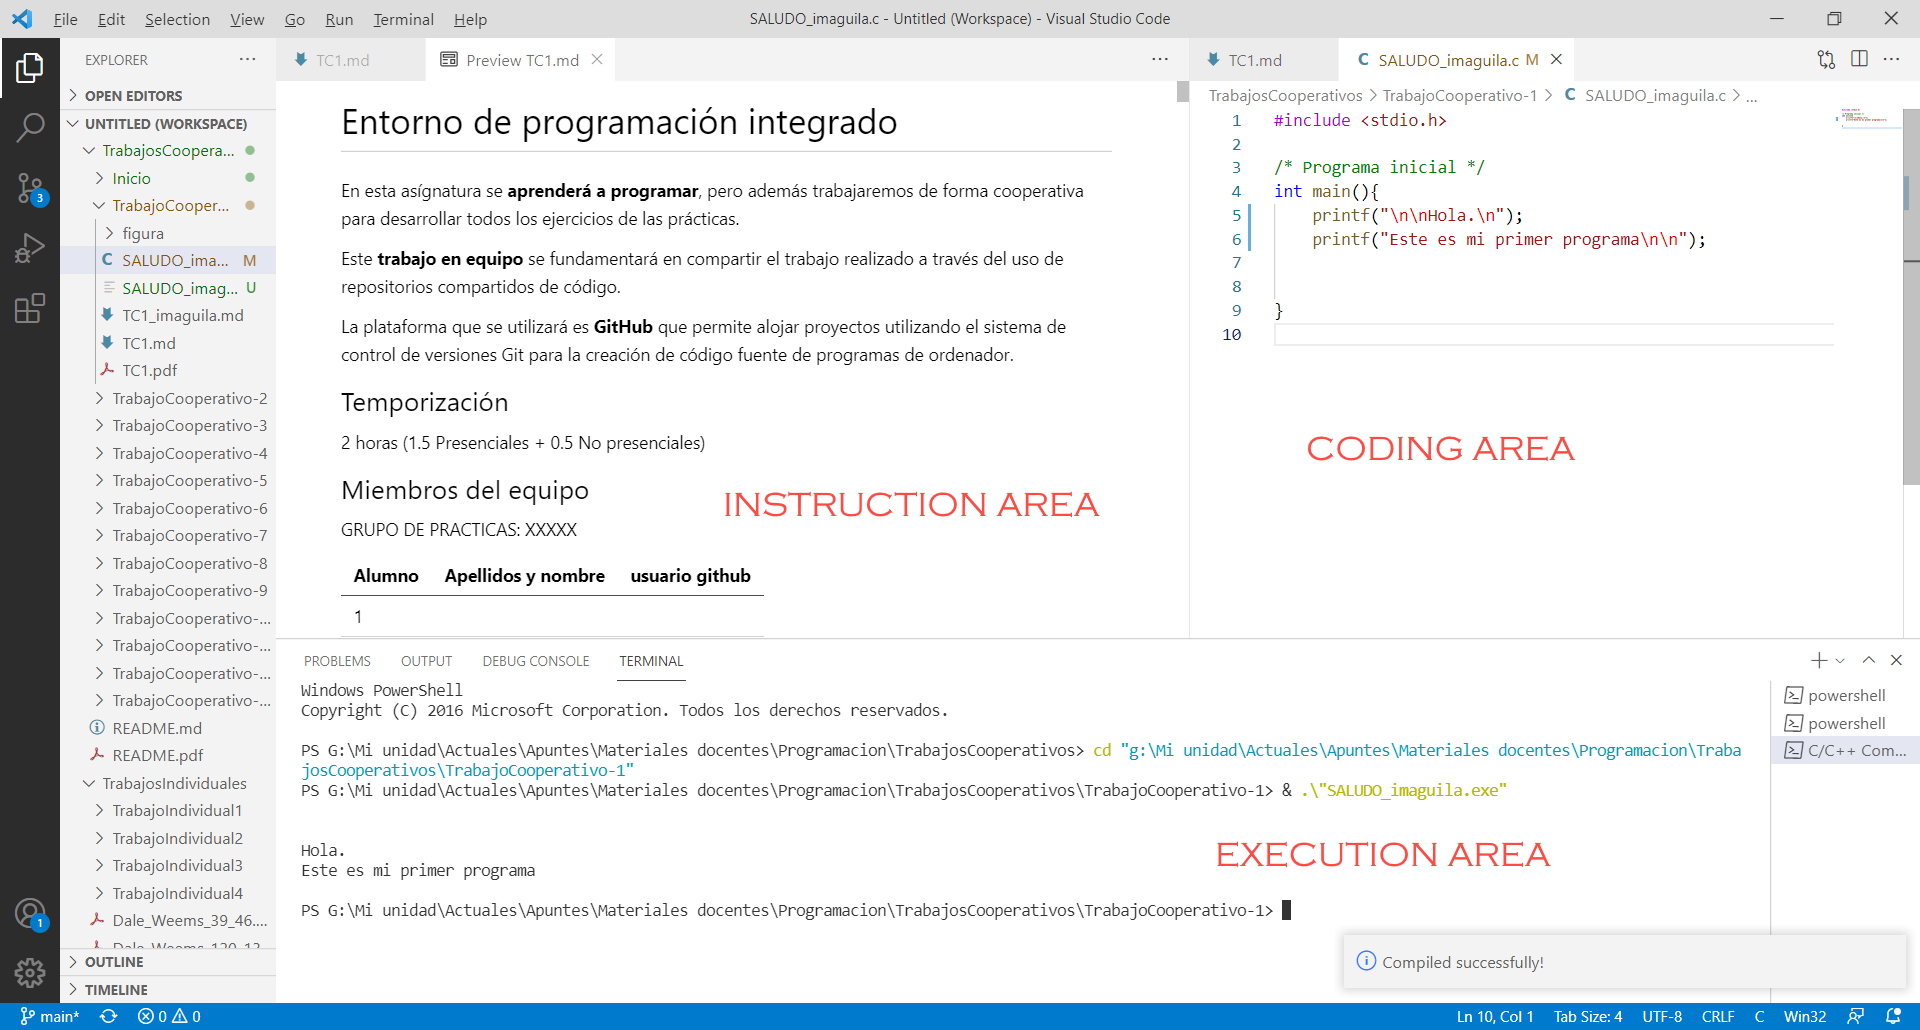 File Edit Selection View Go Run Terminal Help
SALUDO_imaguila.c - Untitled (Workspace) - Visual Studio Code
EXPLORER
OPEN EDITORS
UNTITLED (WORKSPACE)
TrabajosCoopera...
Inicio
TrabajoCooper...
figura
SALUDO_ima... M
SALUDO_imag... U
TC1_imaguila.md
TC1.md
TC1.pdf
TrabajoCooperativo-2
TrabajoCooperativo-3
TrabajoCooperativo-4
TrabajoCooperativo-5
TrabajoCooperativo-6
TrabajoCooperativo-7
TrabajoCooperativo-8
TrabajoCooperativo-9
TrabajoCooperativo-...
TrabajoCooperativo-...
TrabajoCooperativo-...
TrabajoCooperativo-...
README.md
README.pdf
TrabajosIndividuales
TrabajoIndividual1
TrabajoIndividual2
TrabajoIndividual3
TrabajoIndividual4
Dale_Weems_39_46....
Dale_Weems_120_13
OUTLINE
TIMELINE
3
1
TC1.md
Preview TC1.md
Entorno de programación integrado
En esta asígnatura se aprenderá a programar, pero además trabajaremos de forma cooperativa
para desarrollar todos los ejercicios de las prácticas.
Este trabajo en equipo se fundamentará en compartir el trabajo realizado a través del uso de
repositorios compartidos de código.
La plataforma que se utilizará es GitHub que permite alojar proyectos utilizando el sistema de
control de versiones Git para la creación de código fuente de programas de ordenador.
Temporización
2 horas (1.5 Presenciales + 0.5 No presenciales)
Miembros del equipo
INSTRUCTION AREA
GRUPO DE PRACTICAS: XXXXX
Alumno Apellidos y nombre usuario github
1
TC1.md
C SALUDO_imaguila.c M
TrabajosCooperativos > TrabajoCooperativo-1 > C SALUDO_imaguila.c > ...
1 #include <stdio.h>
2
3 /* Programa inicial */
4 int main(){
5 printf("\n\nHola.\n");
6 printf("Este es mi primer programa\n\n");
7
8
9 }
10
CODING AREA
PROBLEMS OUTPUT DEBUG CONSOLE TERMINAL
Windows PowerShell
Copyright (C) 2016 Microsoft Corporation. Todos los derechos reservados.
PS G:\Mi unidad\Actuales\Apuntes\Materiales docentes\Programacion\TrabajosCooperativos> cd "g:\Mi unidad\Actuales\Apuntes\Materiales docentes\Programacion\Traba
josCooperativos\TrabajoCooperativo-1"
PS G:\Mi unidad\Actuales\Apuntes\Materiales docentes\Programacion\TrabajosCooperativos\TrabajoCooperativo-1> & .\"SALUDO_imaguila.exe"
Hola.
Este es mi primer programa
EXECUTION AREA
PS G:\Mi unidad\Actuales\Apuntes\Materiales docentes\Programacion\TrabajosCooperativos\TrabajoCooperativo-1>
powershell
powershell
C/C++ Com...
Compiled successfully!
main* 0 0
Ln 10, Col 1 Tab Size: 4 UTF-8 CRLF C Win32